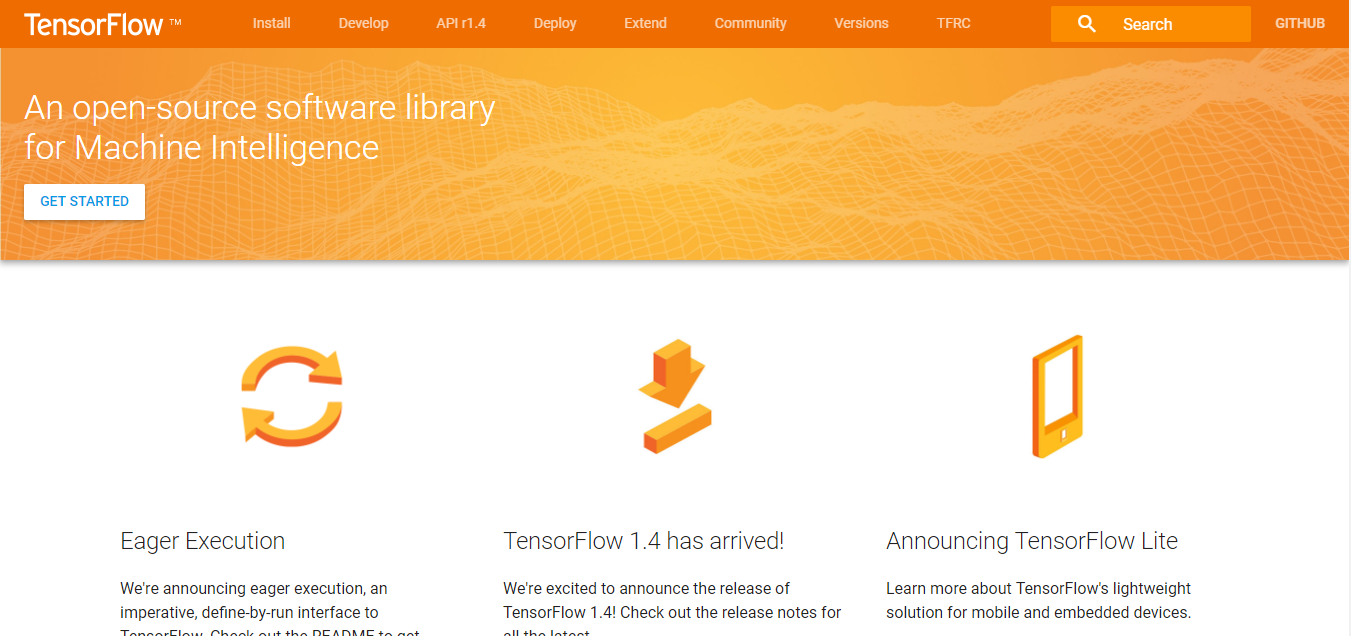 TensorFlow ™ Install Develop API r1.4 Deploy Extend Community Versions TFRC Search GITHUB
An open-source software library
for Machine Intelligence
GET STARTED
Eager Execution
We're announcing eager execution, an
imperative, define-by-run interface to
TensorFlow. Check out the README to get
TensorFlow 1.4 has arrived!
We're excited to announce the release of
TensorFlow 1.4! Check out the release notes for
all the latest.
Announcing TensorFlow Lite
Learn more about TensorFlow's lightweight
solution for mobile and embedded devices.